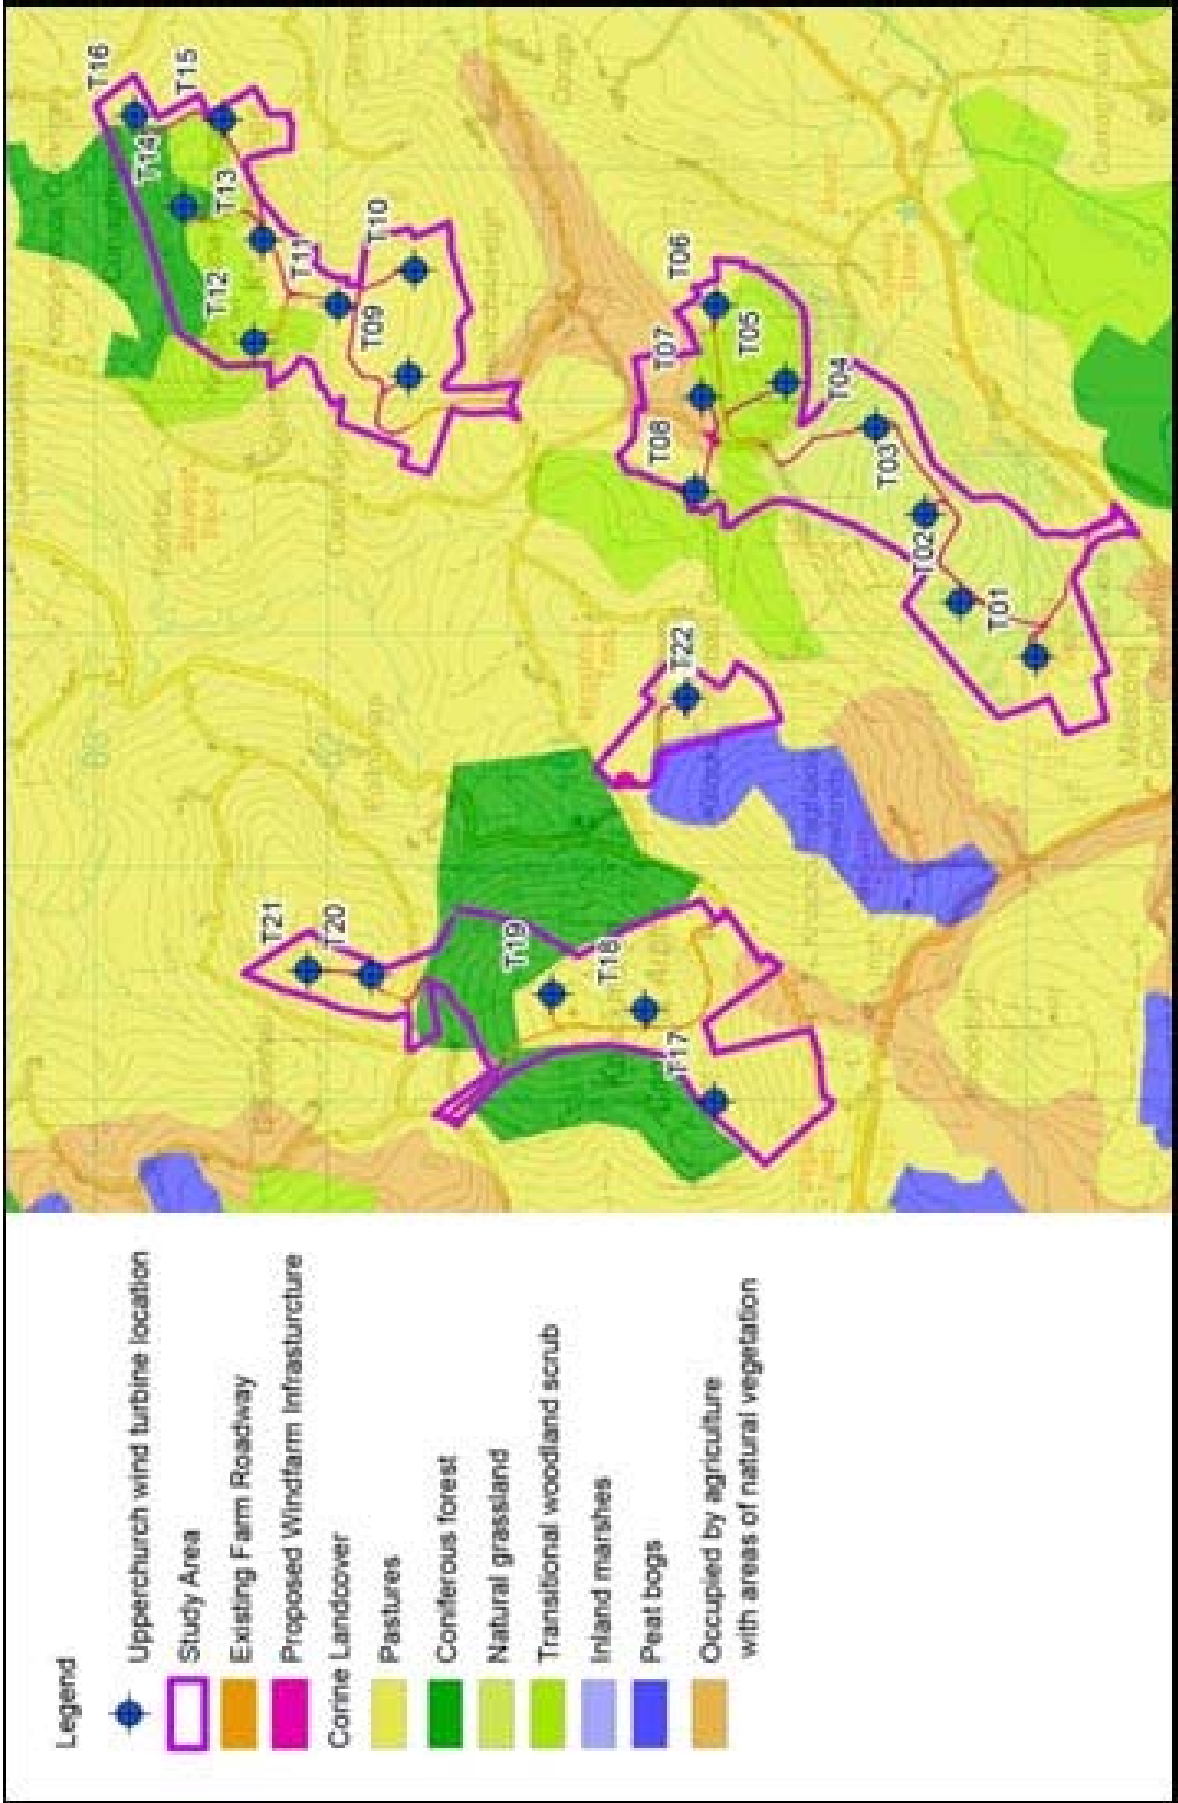 Legend
Upperchurch wind turbine location
Study Area
Existing Farm Roadway
Proposed Windfarm Infrasturcture
Corine Landcover
Pastures
Coniferous forest
Natural grassland
Transitional woodland scrub
Inland marshes
Peat bogs
Occupied by agriculture
with areas of natural vegetation
T21
T20
T19
T18
T17
T22
T16
T15
T14
T13
T12
T11
T10
T09
T08
T07
T06
T05
T04
T03
T02
T01